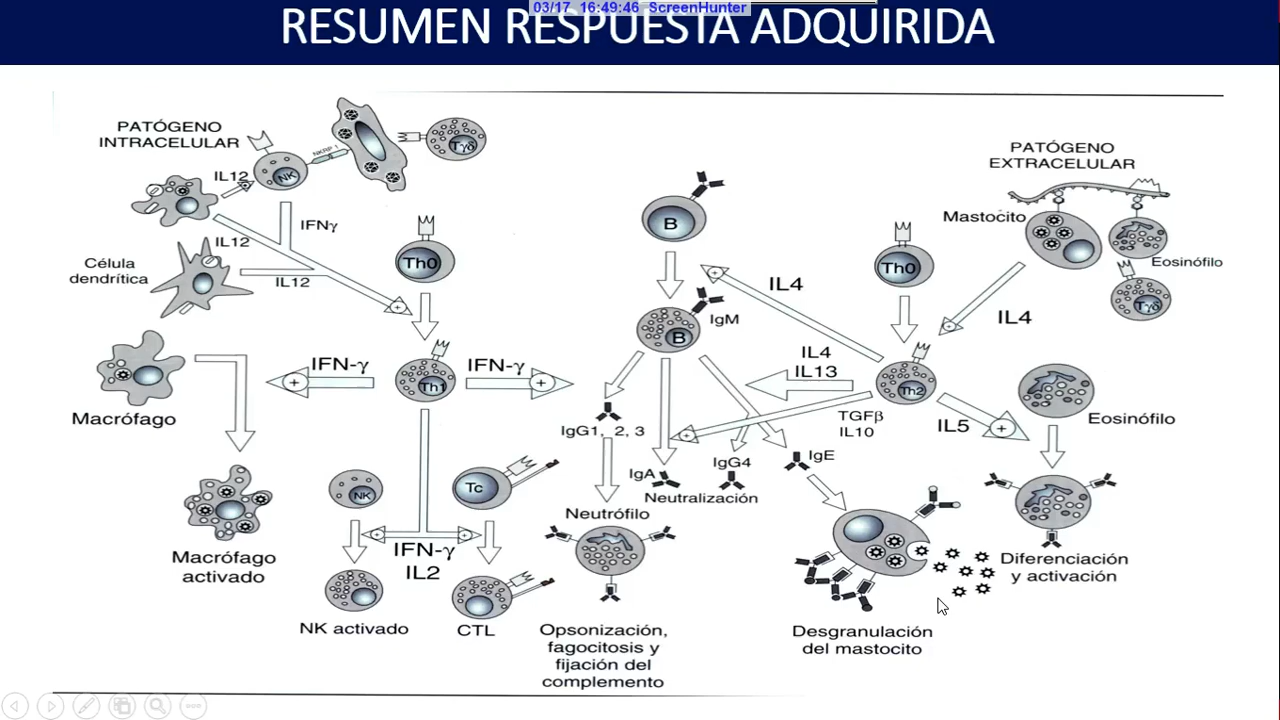 03/17 16:49:46 ScreenHunter
RESUMEN RESPUESTA ADQUIRIDA
PATÓGENO
INTRACELULAR
NKRP 1
Tγδ
IL12
NK
IFNγ
IL12
Célula
dendrítica
IL12
Th0
B
PATÓGENO
EXTRACELULAR
Mastocito
Th0
Eosinófilo
Tγδ
IL4
IL4
IgM
B
Macrófago
IFN-γ
Th1
IFN-γ
IL4
IL13
Th2
TGFβ
IL10
IL5
Eosinófilo
IgG1, 2, 3
IgA
IgG4
IgE
Neutralización
NK
Tc
Neutrófilo
Macrófago
activado
IFN-γ
IL2
Diferenciación
y activación
NK activado
CTL
Opsonización,
fagocitosis y
fijación del
complemento
Desgranulación
del mastocito